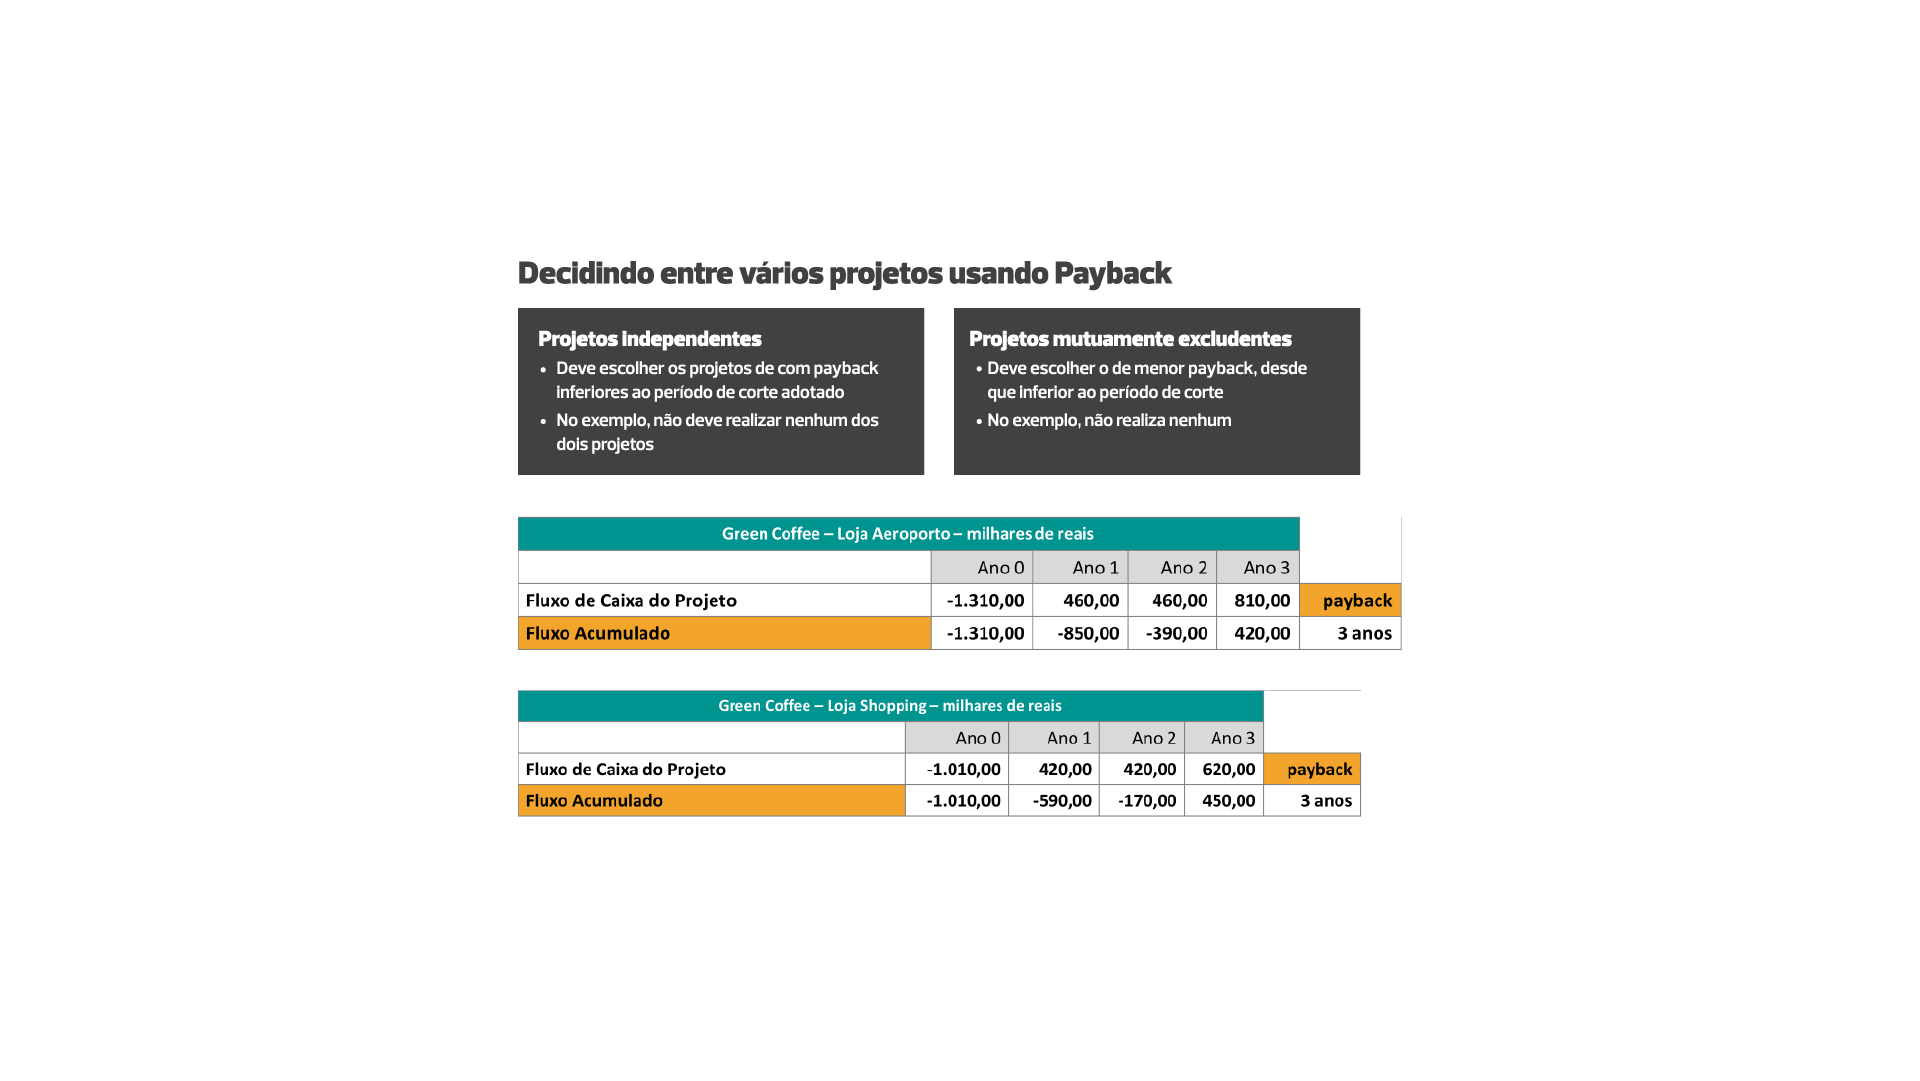 Decidindo entre vários projetos usando Payback
Projetos independentes
• Deve escolher os projetos de com payback
inferiores ao período de corte adotado
• No exemplo, não deve realizar nenhum dos
dois projetos
Projetos mutuamente excludentes
• Deve escolher o de menor payback, desde
que inferior ao período de corte
• No exemplo, não realiza nenhum
Green Coffee – Loja Aeroporto – milhares de reais
Ano 0 Ano 1 Ano 2 Ano 3
Fluxo de Caixa do Projeto -1.310,00 460,00 460,00 810,00 payback
Fluxo Acumulado -1.310,00 -850,00 -390,00 420,00 3 anos
Green Coffee – Loja Shopping – milhares de reais
Ano 0 Ano 1 Ano 2 Ano 3
Fluxo de Caixa do Projeto -1.010,00 420,00 420,00 620,00 payback
Fluxo Acumulado -1.010,00 -590,00 -170,00 450,00 3 anos